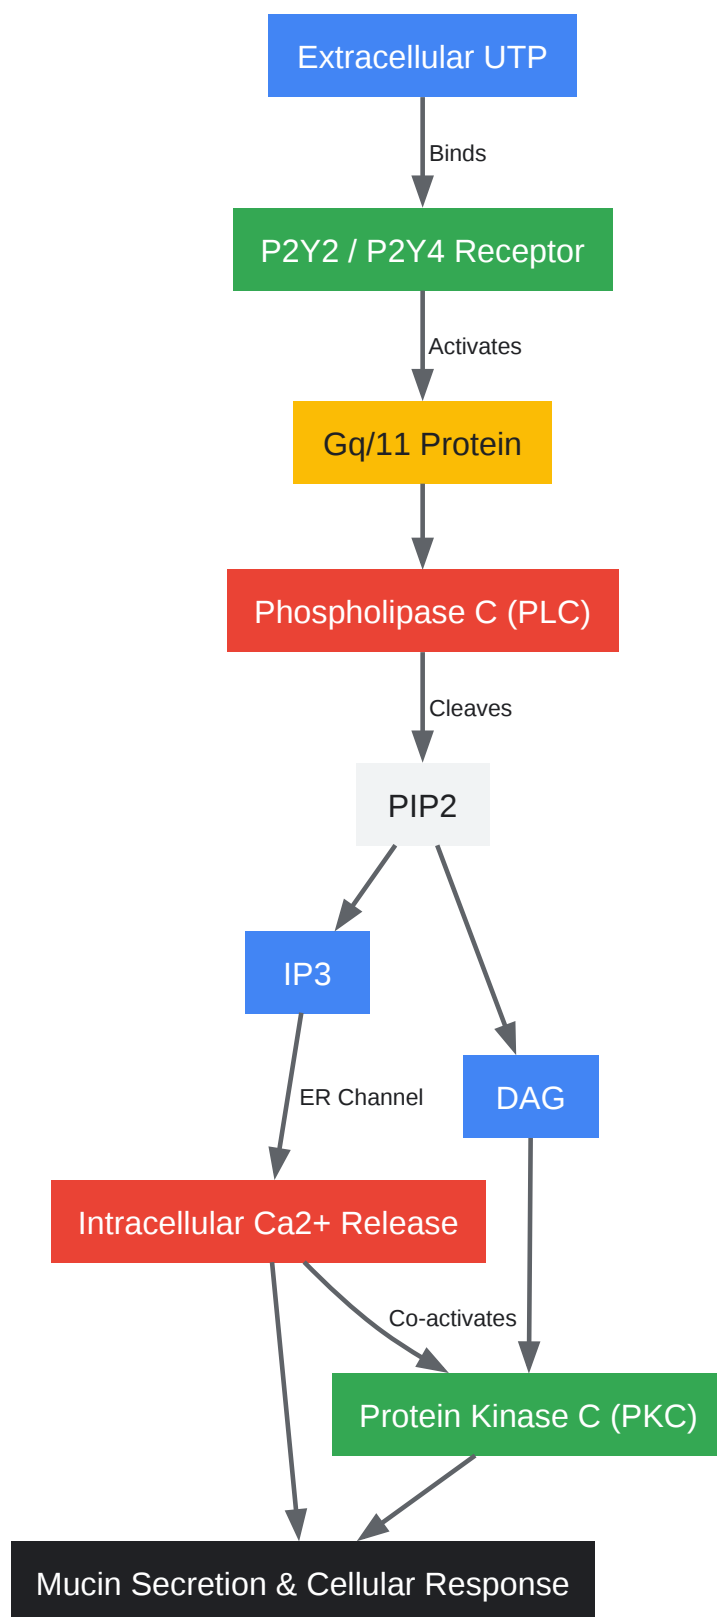 Extracellular UTP
Binds
P2Y2 / P2Y4 Receptor
Activates
Gq/11 Protein
Phospholipase C (PLC)
Cleaves
PIP2
IP3
ER Channel
DAG
Intracellular Ca2+ Release
Co-activates
Protein Kinase C (PKC)
Mucin Secretion & Cellular Response